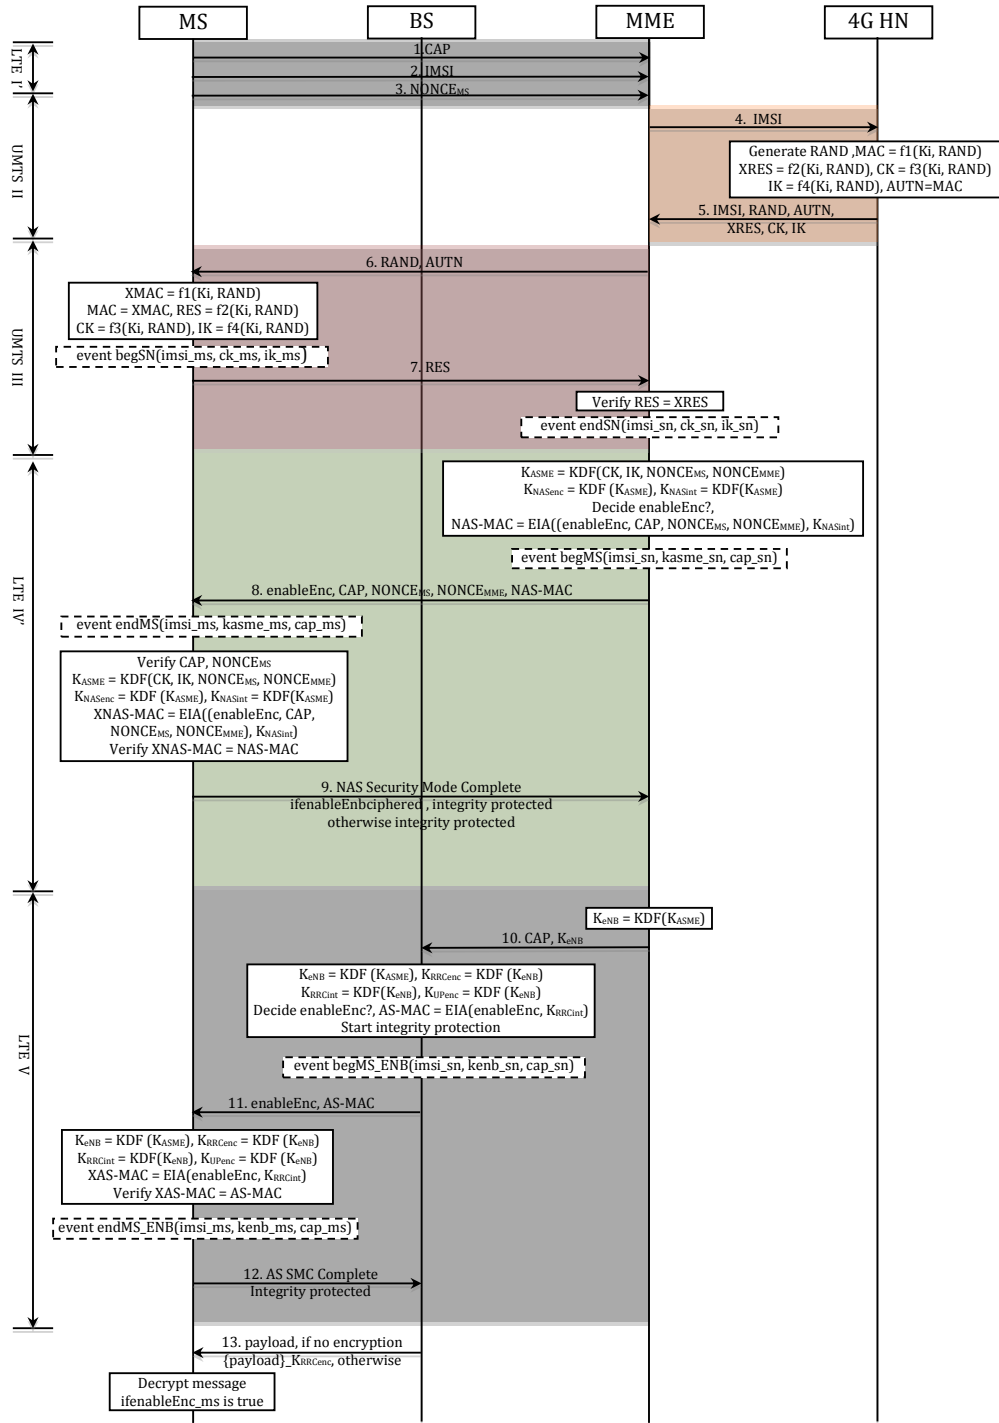 MS
BS
MME
4G HN
LTE I'
1.CAP
2. IMSI
3. NONCEMS
UMTS II
4. IMSI
Generate RAND ,MAC = f1(Ki, RAND)
XRES = f2(Ki, RAND), CK = f3(Ki, RAND)
IK = f4(Ki, RAND), AUTN=MAC
5. IMSI, RAND, AUTN,
XRES, CK, IK
UMTS III
6. RAND, AUTN
XMAC = f1(Ki, RAND)
MAC = XMAC, RES = f2(Ki, RAND)
CK = f3(Ki, RAND), IK = f4(Ki, RAND)
event begSN(imsi_ms, ck_ms, ik_ms)
7. RES
Verify RES = XRES
event endSN(imsi_sn, ck_sn, ik_sn)
LTE IV'
KASME = KDF(CK, IK, NONCEMS, NONCEMME)
KNASenc = KDF (KASME), KNASint = KDF(KASME)
Decide enableEnc?,
NAS-MAC = EIA((enableEnc, CAP, NONCEMS, NONCEMME), KNASint)
event begMS(imsi_sn, kasme_sn, cap_sn)
8. enableEnc, CAP, NONCEMS, NONCEMME, NAS-MAC
event endMS(imsi_ms, kasme_ms, cap_ms)
Verify CAP, NONCEMS
KASME = KDF(CK, IK, NONCEMS, NONCEMME)
KNASenc = KDF (KASME), KNASint = KDF(KASME)
XNAS-MAC = EIA((enableEnc, CAP,
NONCEMS, NONCEMME), KNASint)
Verify XNAS-MAC = NAS-MAC
9. NAS Security Mode Complete
ifenableEnbciphered , integrity protected
otherwise integrity protected
LTE V
KeNB = KDF(KASME)
10. CAP, KeNB
KeNB = KDF (KASME), KRRCenc = KDF (KeNB)
KRRCint = KDF(KeNB), KUPenc = KDF (KeNB)
Decide enableEnc?, AS-MAC = EIA(enableEnc, KRRCint)
Start integrity protection
event begMS_ENB(imsi_sn, kenb_sn, cap_sn)
11. enableEnc, AS-MAC
KeNB = KDF (KASME), KRRCenc = KDF (KeNB)
KRRCint = KDF(KeNB), KUPenc = KDF (KeNB)
XAS-MAC = EIA(enableEnc, KRRCint)
Verify XAS-MAC = AS-MAC
event endMS_ENB(imsi_ms, kenb_ms, cap_ms)
12. AS SMC Complete
Integrity protected
13. payload, if no encryption
{payload}_KRRCenc, otherwise
Decrypt message
ifenableEnc_ms is true